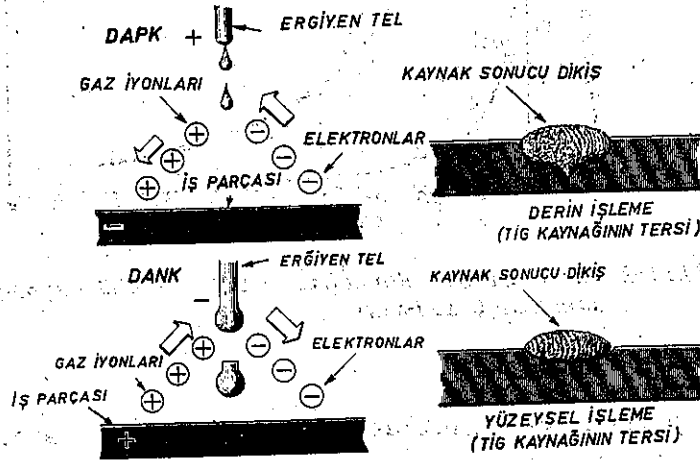 DAPK +
ERGİYEN TEL
GAZ İYONLARI
KAYNAK SONUCU DİKİŞ
ELEKTRONLAR
İŞ PARÇASI
DERİN İŞLEME
(TİG KAYNAĞININ TERSİ)
DANK
ERĞİYEN TEL
KAYNAK SONUCU DİKİŞ
GAZ İYONLARI
ELEKTRONLAR
İŞ PARÇASI
YÜZEYSEL İŞLEME
(TİG KAYNAĞININ TERSİ)